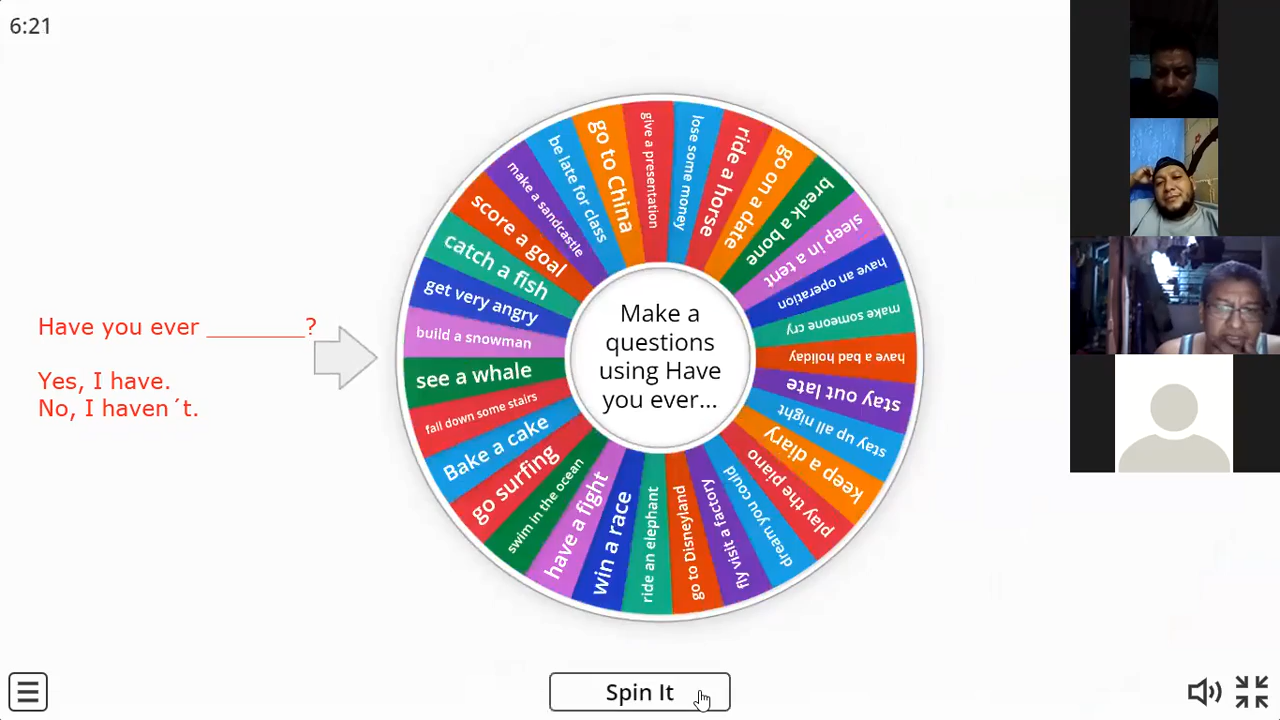 6:21
Have you ever _________?
Yes, I have.
No, I haven´t.
Make a
questions
using Have
you ever...
give a presentation
lose some money
ride a horse
go on a date
break a bone
sleep in a tent
have an operation
make someone cry
have a bad holiday
stay out late
stay up all night
keep a diary
play the piano
dream you could
fly visit a factory
go to Disneyland
ride an elephant
win a race
have a fight
swim in the ocean
go surfing
Bake a cake
fall down some stairs
see a whale
build a snowman
get very angry
catch a fish
score a goal
make a sandcastle
be late for class
go to China
Spin It